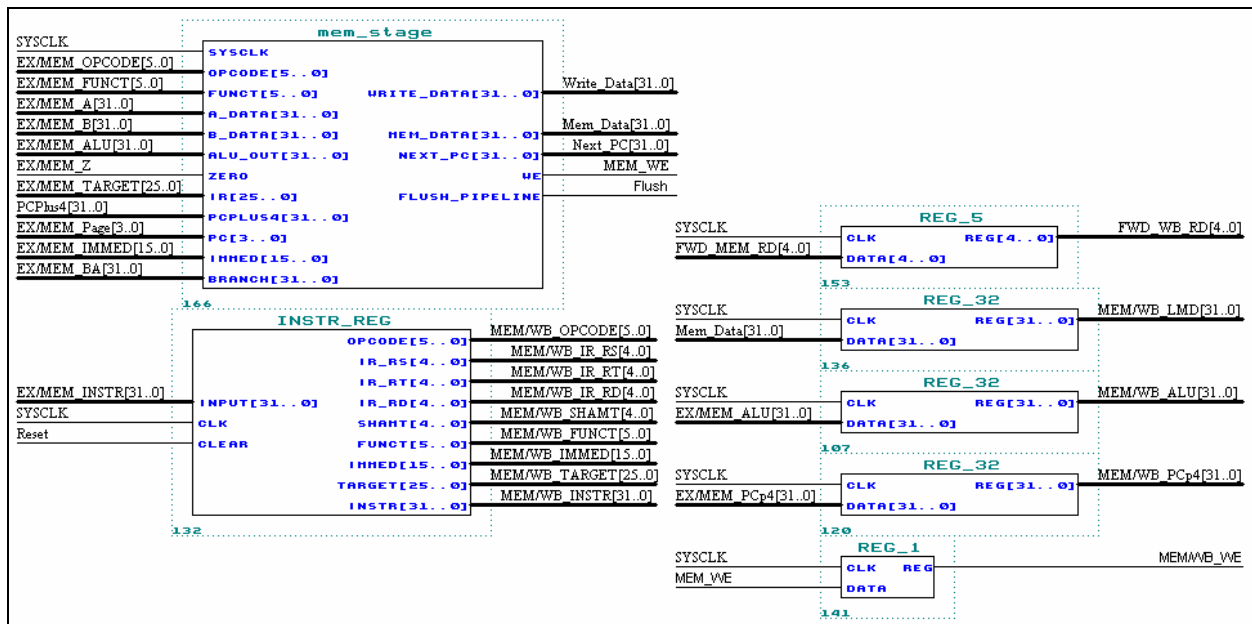 mem_stage
SYSCLK
SYSCLK
EX/MEM_OPCODE[5..0]
OPCODE[5..0]
EX/MEM_FUNCT[5..0]
FUNCT[5..0]
WRITE_DATA[31..0]
Write_Data[31..0]
EX/MEM_A[31..0]
A_DATA[31..0]
EX/MEM_B[31..0]
B_DATA[31..0]
MEM_DATA[31..0]
Mem_Data[31..0]
EX/MEM_ALU[31..0]
ALU_OUT[31..0]
NEXT_PC[31..0]
Next_PC[31..0]
EX/MEM_Z
ZERO
WE
MEM_WE
EX/MEM_TARGET[25..0]
IR[25..0]
FLUSH_PIPELINE
Flush
PCPlus4[31..0]
PCPLUS4[31..0]
EX/MEM_Page[3..0]
PC[3..0]
EX/MEM_IMMED[15..0]
IMMED[15..0]
EX/MEM_BA[31..0]
BRANCH[31..0]
166
INSTR_REG
OPCODE[5..0]
MEM/WB_OPCODE[5..0]
IR_RS[4..0]
MEM/WB_IR_RS[4..0]
IR_RT[4..0]
MEM/WB_IR_RT[4..0]
EX/MEM_INSTR[31..0]
INPUT[31..0]
IR_RD[4..0]
MEM/WB_IR_RD[4..0]
SYSCLK
CLK
SHAMT[4..0]
MEM/WB_SHAMT[4..0]
Reset
CLEAR
FUNCT[5..0]
MEM/WB_FUNCT[5..0]
IMMED[15..0]
MEM/WB_IMMED[15..0]
TARGET[25..0]
MEM/WB_TARGET[25..0]
INSTR[31..0]
MEM/WB_INSTR[31..0]
132
REG_5
SYSCLK
CLK
REG[4..0]
FWD_WB_RD[4..0]
FWD_MEM_RD[4..0]
DATA[4..0]
153
REG_32
SYSCLK
CLK
REG[31..0]
MEM/WB_LMD[31..0]
Mem_Data[31..0]
DATA[31..0]
136
REG_32
SYSCLK
CLK
REG[31..0]
MEM/WB_ALU[31..0]
EX/MEM_ALU[31..0]
DATA[31..0]
107
REG_32
SYSCLK
CLK
REG[31..0]
MEM/WB_PCp4[31..0]
EX/MEM_PCp4[31..0]
DATA[31..0]
120
REG_1
SYSCLK
CLK
REG
MEM/WB_WE
MEM_WE
DATA
141